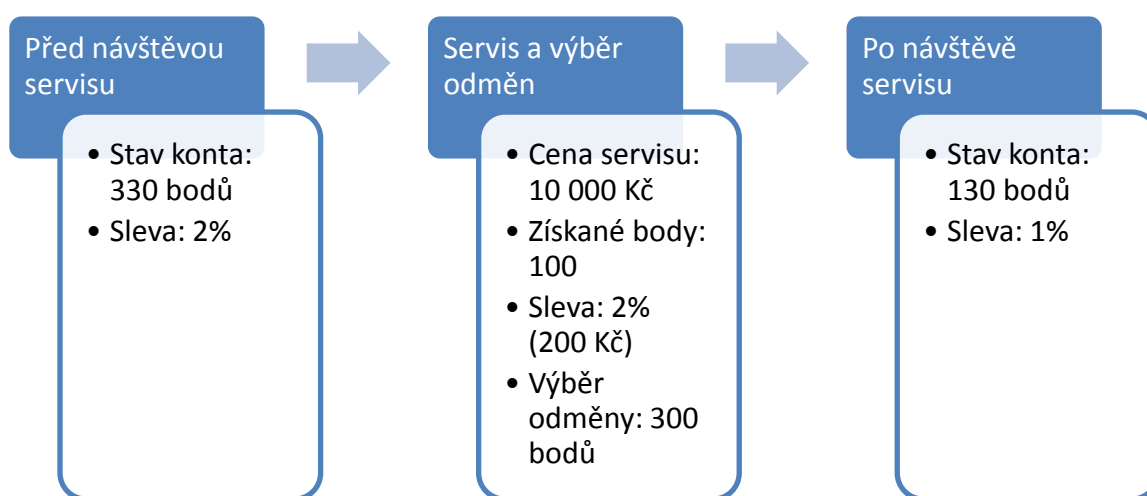 Před návštěvou
servisu
• Stav konta:
330 bodů
• Sleva: 2%
Servis a výběr
odměn
• Cena servisu:
10 000 Kč
• Získané body:
100
• Sleva: 2%
(200 Kč)
• Výběr
odměny: 300
bodů
Po návštěvě
servisu
• Stav konta:
130 bodů
• Sleva: 1%